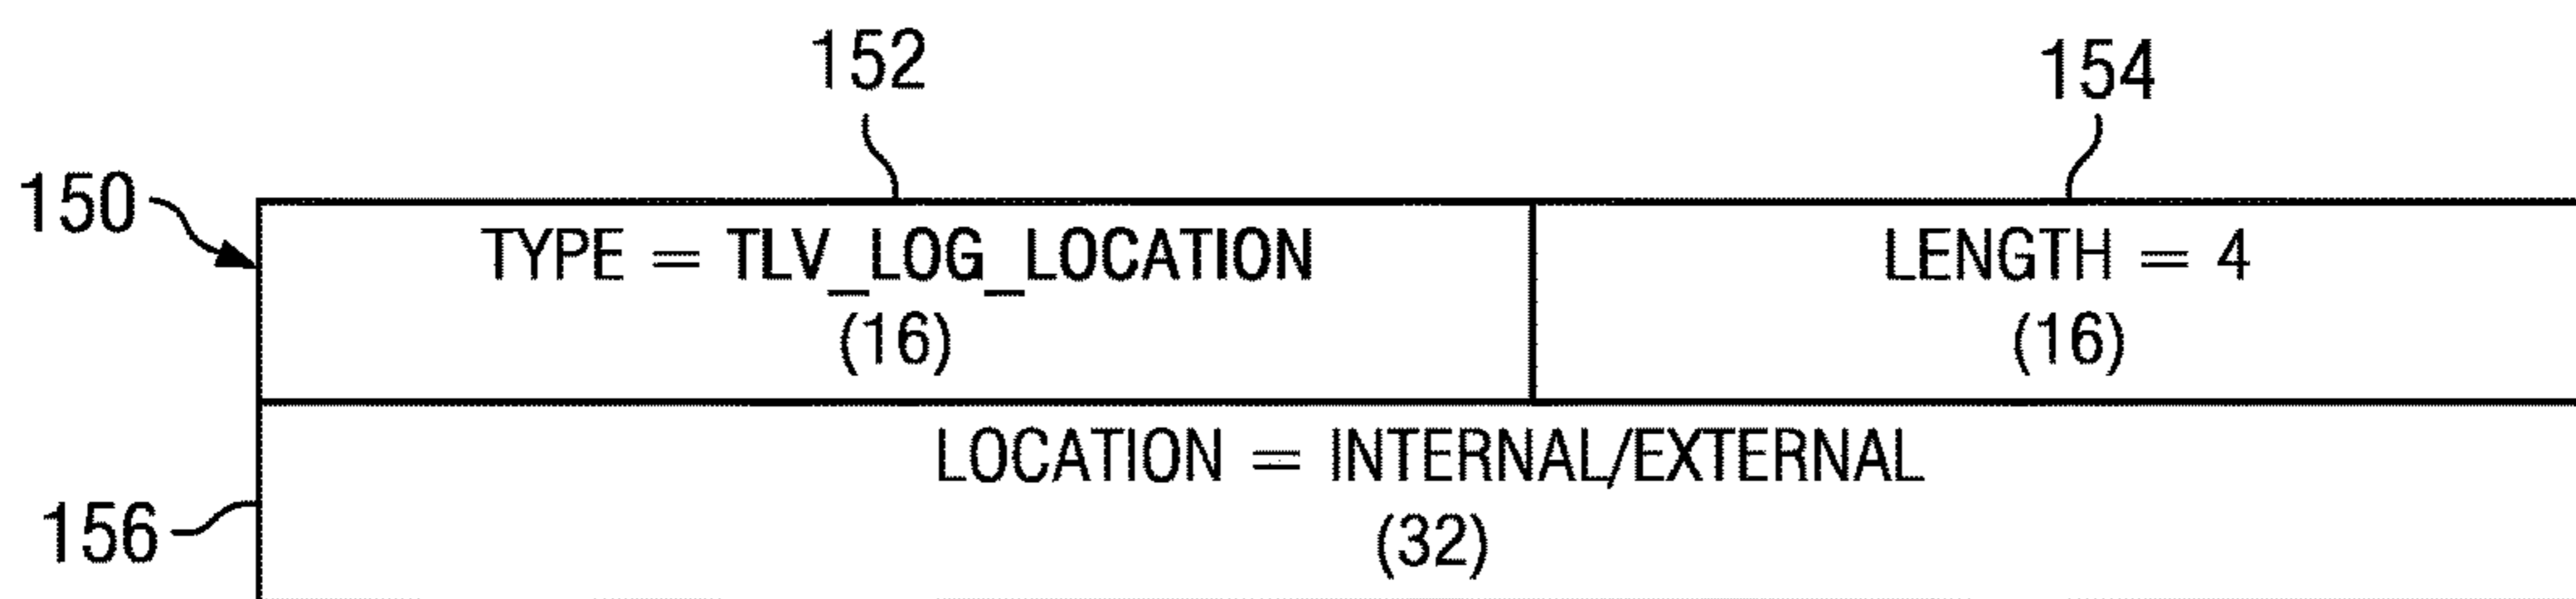 152
154
150
TYPE = TLV_LOG_LOCATION
(16)
LENGTH = 4
(16)
LOCATION = INTERNAL/EXTERNAL
(32)
156